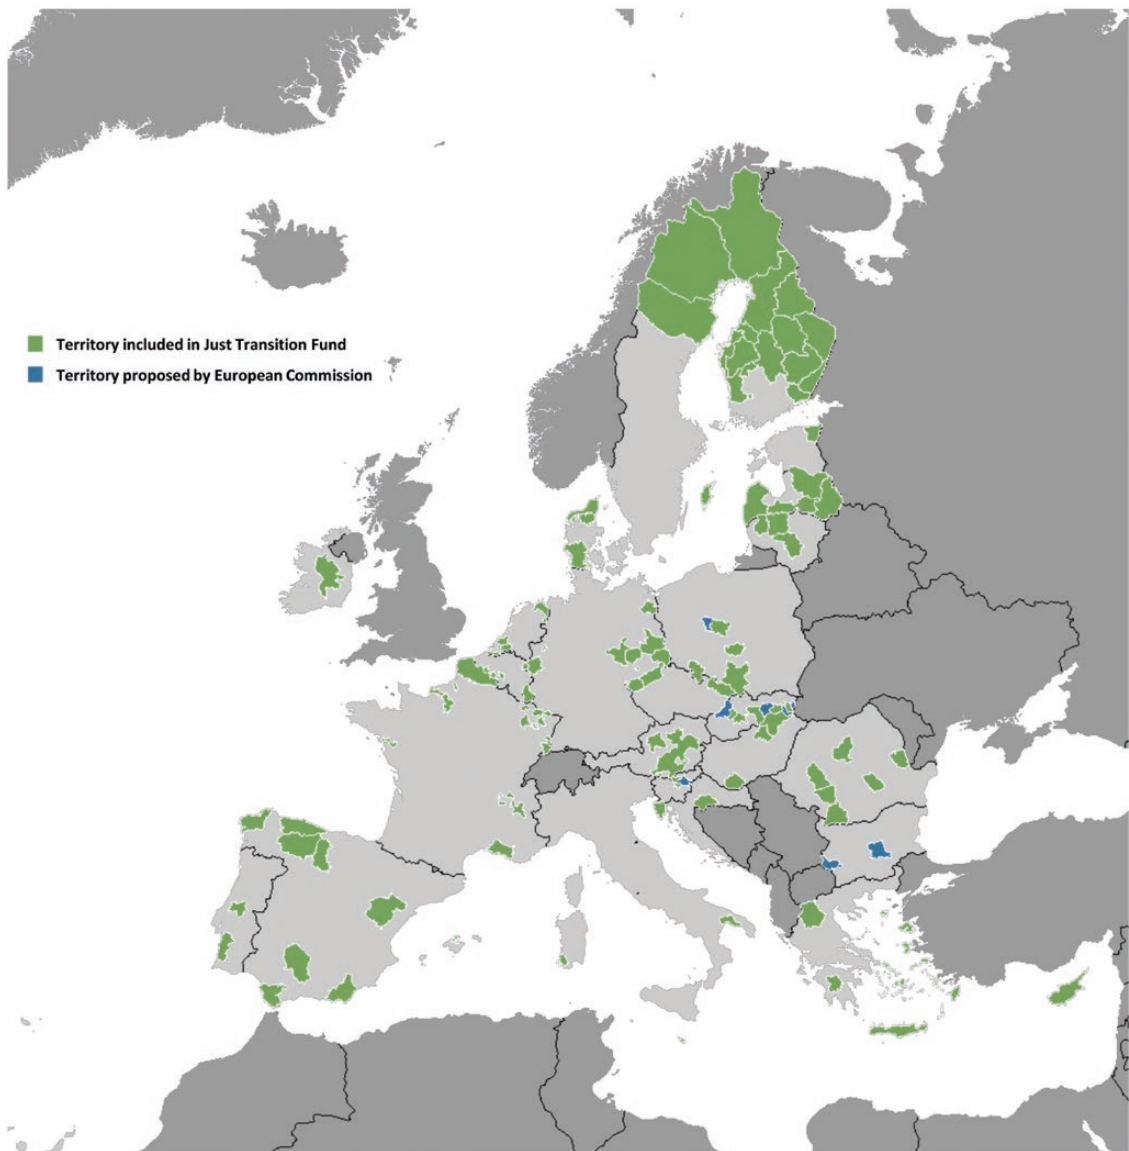 Territory included in Just Transition Fund
Territory proposed by European Commission